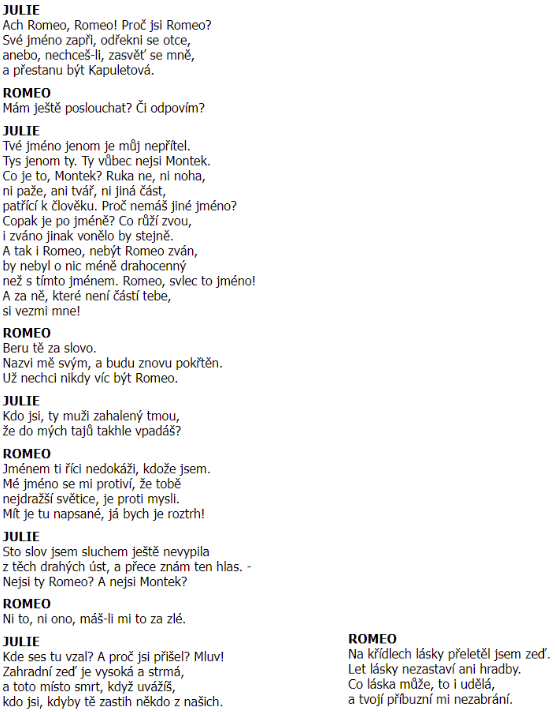 JULIE
Ach Romeo, Romeo! Proč jsi Romeo?
Své jméno zapři, odřekni se otce,
anebo, nechceš-li, zasvěť se mně,
a přestanu být Kapuletová.
ROMEO
Mám ještě poslouchat? Či odpovím?
JULIE
Tvé jméno jenom je můj nepřítel.
Tys jenom ty. Ty vůbec nejsi Montek.
Co je to, Montek? Ruka ne, ni noha,
ni paže, ani tvář, ni jiná část,
patřící k člověku. Proč nemáš jiné jméno?
Copak je po jméně? Co růží zvou,
i zváno jinak vonělo by stejně.
A tak i Romeo, nebýt Romeo zván,
by nebyl o nic méně drahocenný
než s tímto jménem. Romeo, svlec to jméno!
A za ně, které není částí tebe,
si vezmi mne!
ROMEO
Beru tě za slovo.
Nazvi mě svým, a budu znovu pokřtěn.
Už nechci nikdy víc být Romeo.
JULIE
Kdo jsi, ty muži zahalený tmou,
že do mých tajů takhle vpadáš?
ROMEO
Jménem ti říci nedokáži, kdože jsem.
Mé jméno se mi protiví, že tobě
nejdražší světice, je proti mysli.
Mít je tu napsané, já bych je roztrh!
JULIE
Sto slov jsem sluchem ještě nevypila
z těch drahých úst, a přece znám ten hlas. -
Nejsi ty Romeo? A nejsi Montek?
ROMEO
Ni to, ni ono, máš-li mi to za zlé.
JULIE
Kde ses tu vzal? A proč jsi přišel? Mluv!
Zahradní zeď je vysoká a strmá,
a toto místo smrt, když uvážíš,
kdo jsi, kdyby tě zastih někdo z našich.
ROMEO
Na křídlech lásky přeletěl jsem zeď.
Let lásky nezastaví ani hradby.
Co láska může, to i udělá,
a tvojí příbuzní mi nezabrání.